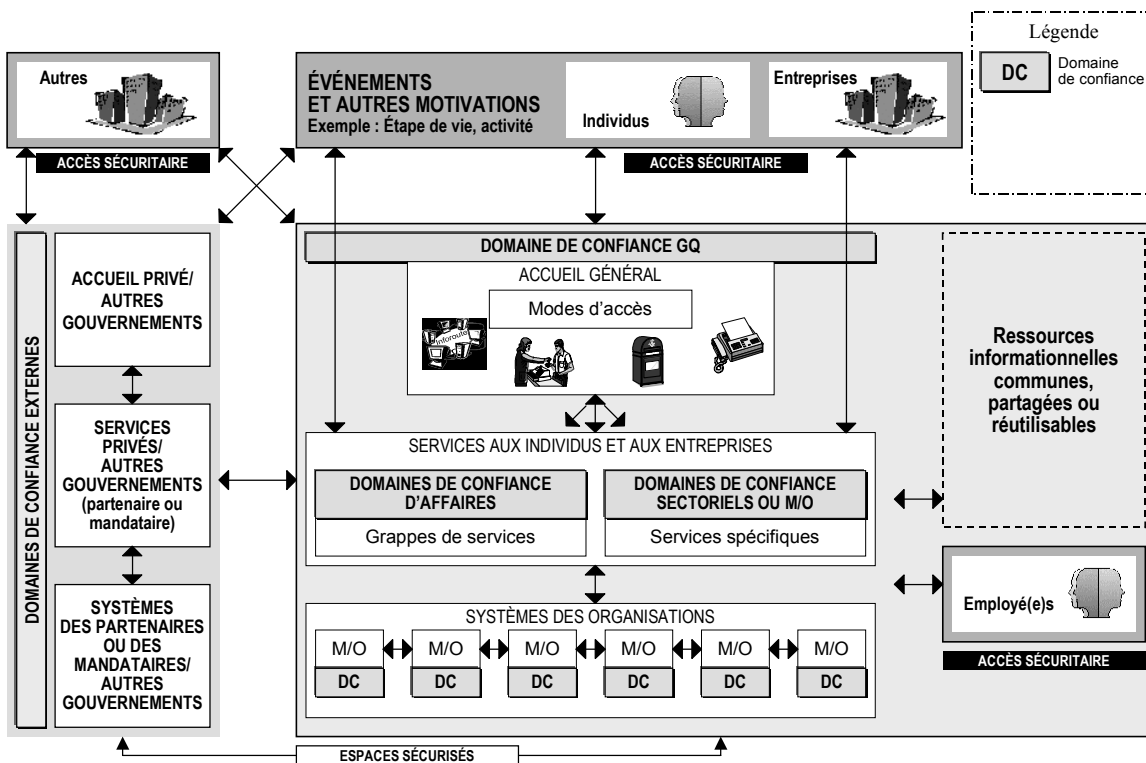 Légende
DC
Domaine
de confiance
Autres
ÉVÉNEMENTS
ET AUTRES MOTIVATIONS
Exemple : Étape de vie, activité
Individus
Entreprises
ACCÈS SÉCURITAIRE
ACCÈS SÉCURITAIRE
DOMAINES DE CONFIANCE EXTERNES
ACCUEIL PRIVÉ/
AUTRES
GOUVERNEMENTS
SERVICES
PRIVÉS/
AUTRES
GOUVERNEMENTS
(partenaire ou
mandataire)
SYSTÈMES
DES PARTENAIRES
OU DES
MANDATAIRES/
AUTRES
GOUVERNEMENTS
DOMAINE DE CONFIANCE GQ
ACCUEIL GÉNÉRAL
Modes d'accès
Inforoute
SERVICES AUX INDIVIDUS ET AUX ENTREPRISES
DOMAINES DE CONFIANCE
D'AFFAIRES
Grappes de services
DOMAINES DE CONFIANCE
SECTORIELS OU M/O
Services spécifiques
SYSTÈMES DES ORGANISATIONS
M/O M/O M/O M/O M/O M/O
DC DC DC DC DC DC
Ressources
informationnelles
communes,
partagées ou
réutilisables
Employé(e)s
ACCÈS SÉCURITAIRE
ESPACES SÉCURISÉS